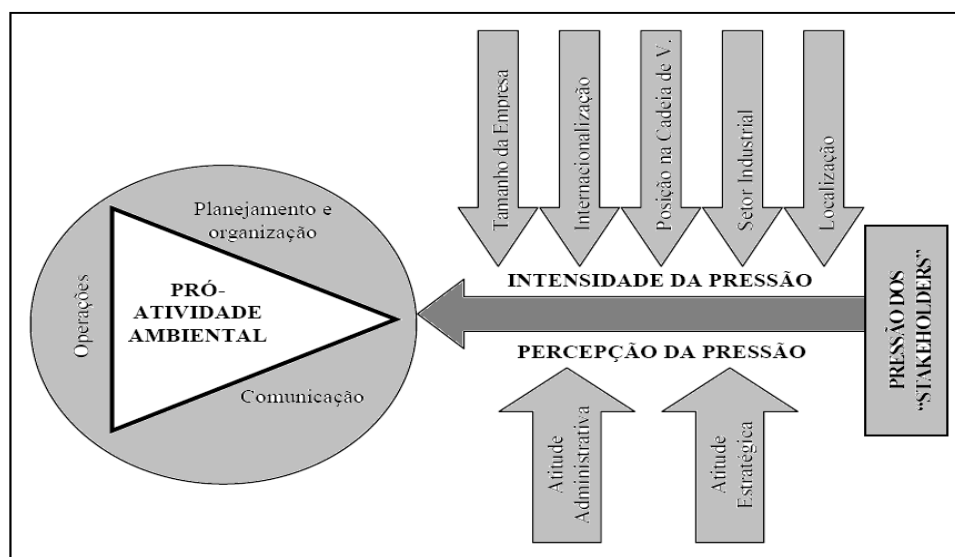 Tamanho da Empresa
Internacionalização
Posição na Cadeia de V.
Setor Industrial
Localização
Planejamento e
organização
Operações
PRÓ-
ATIVIDADE
AMBIENTAL
Comunicação
INTENSIDADE DA PRESSÃO
PERCEPÇÃO DA PRESSÃO
PRESSÃO DOS
“STAKEHOLDERS”
Atitude
Administrativa
Atitude
Estratégica